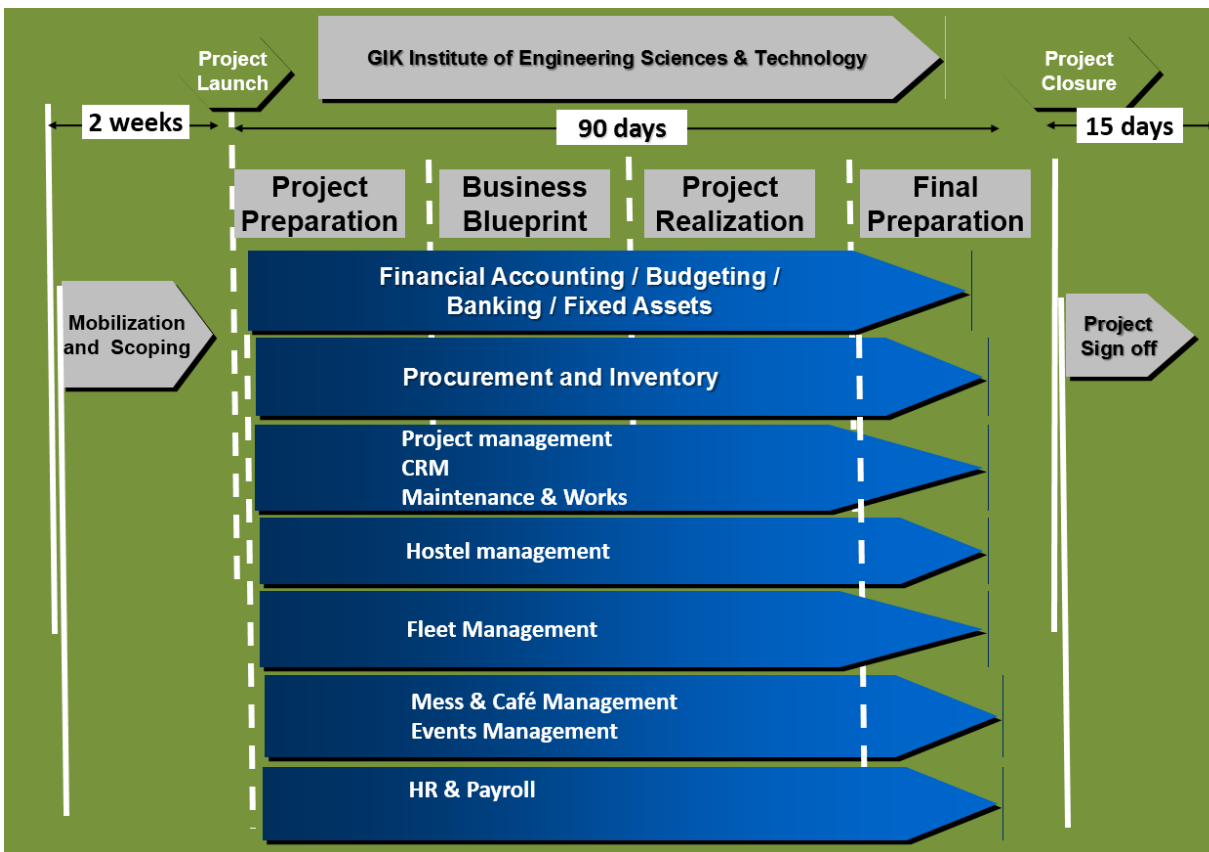 Project
Launch
GIK Institute of Engineering Sciences & Technology
Project
Closure
2 weeks
90 days
15 days
Project
Preparation
Business
Blueprint
Project
Realization
Final
Preparation
Financial Accounting / Budgeting /
Banking / Fixed Assets
Mobilization
and Scoping
Project
Sign off
Procurement and Inventory
Project management
CRM
Maintenance & Works
Hostel management
Fleet Management
Mess & Café Management
Events Management
HR & Payroll